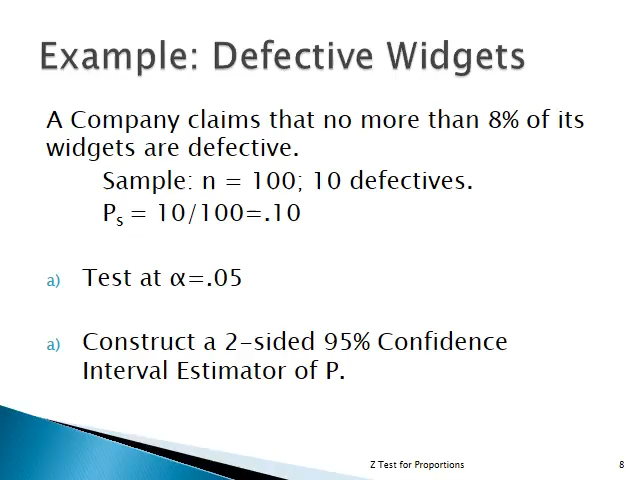 Example: Defective Widgets
A Company claims that no more than 8% of its
widgets are defective.
Sample: n = 100; 10 defectives.
Ps = 10/100=.10
a) Test at α=.05
a) Construct a 2-sided 95% Confidence
Interval Estimator of P.
Z Test for Proportions 8